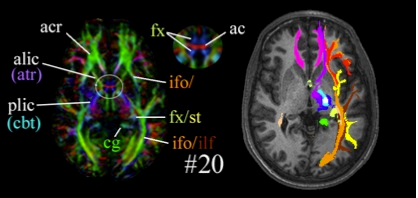 acr
fx
ac
alic
(atr)
ifo/
plic
(cbt)
fx/st
cg
ifo/ilf
#20